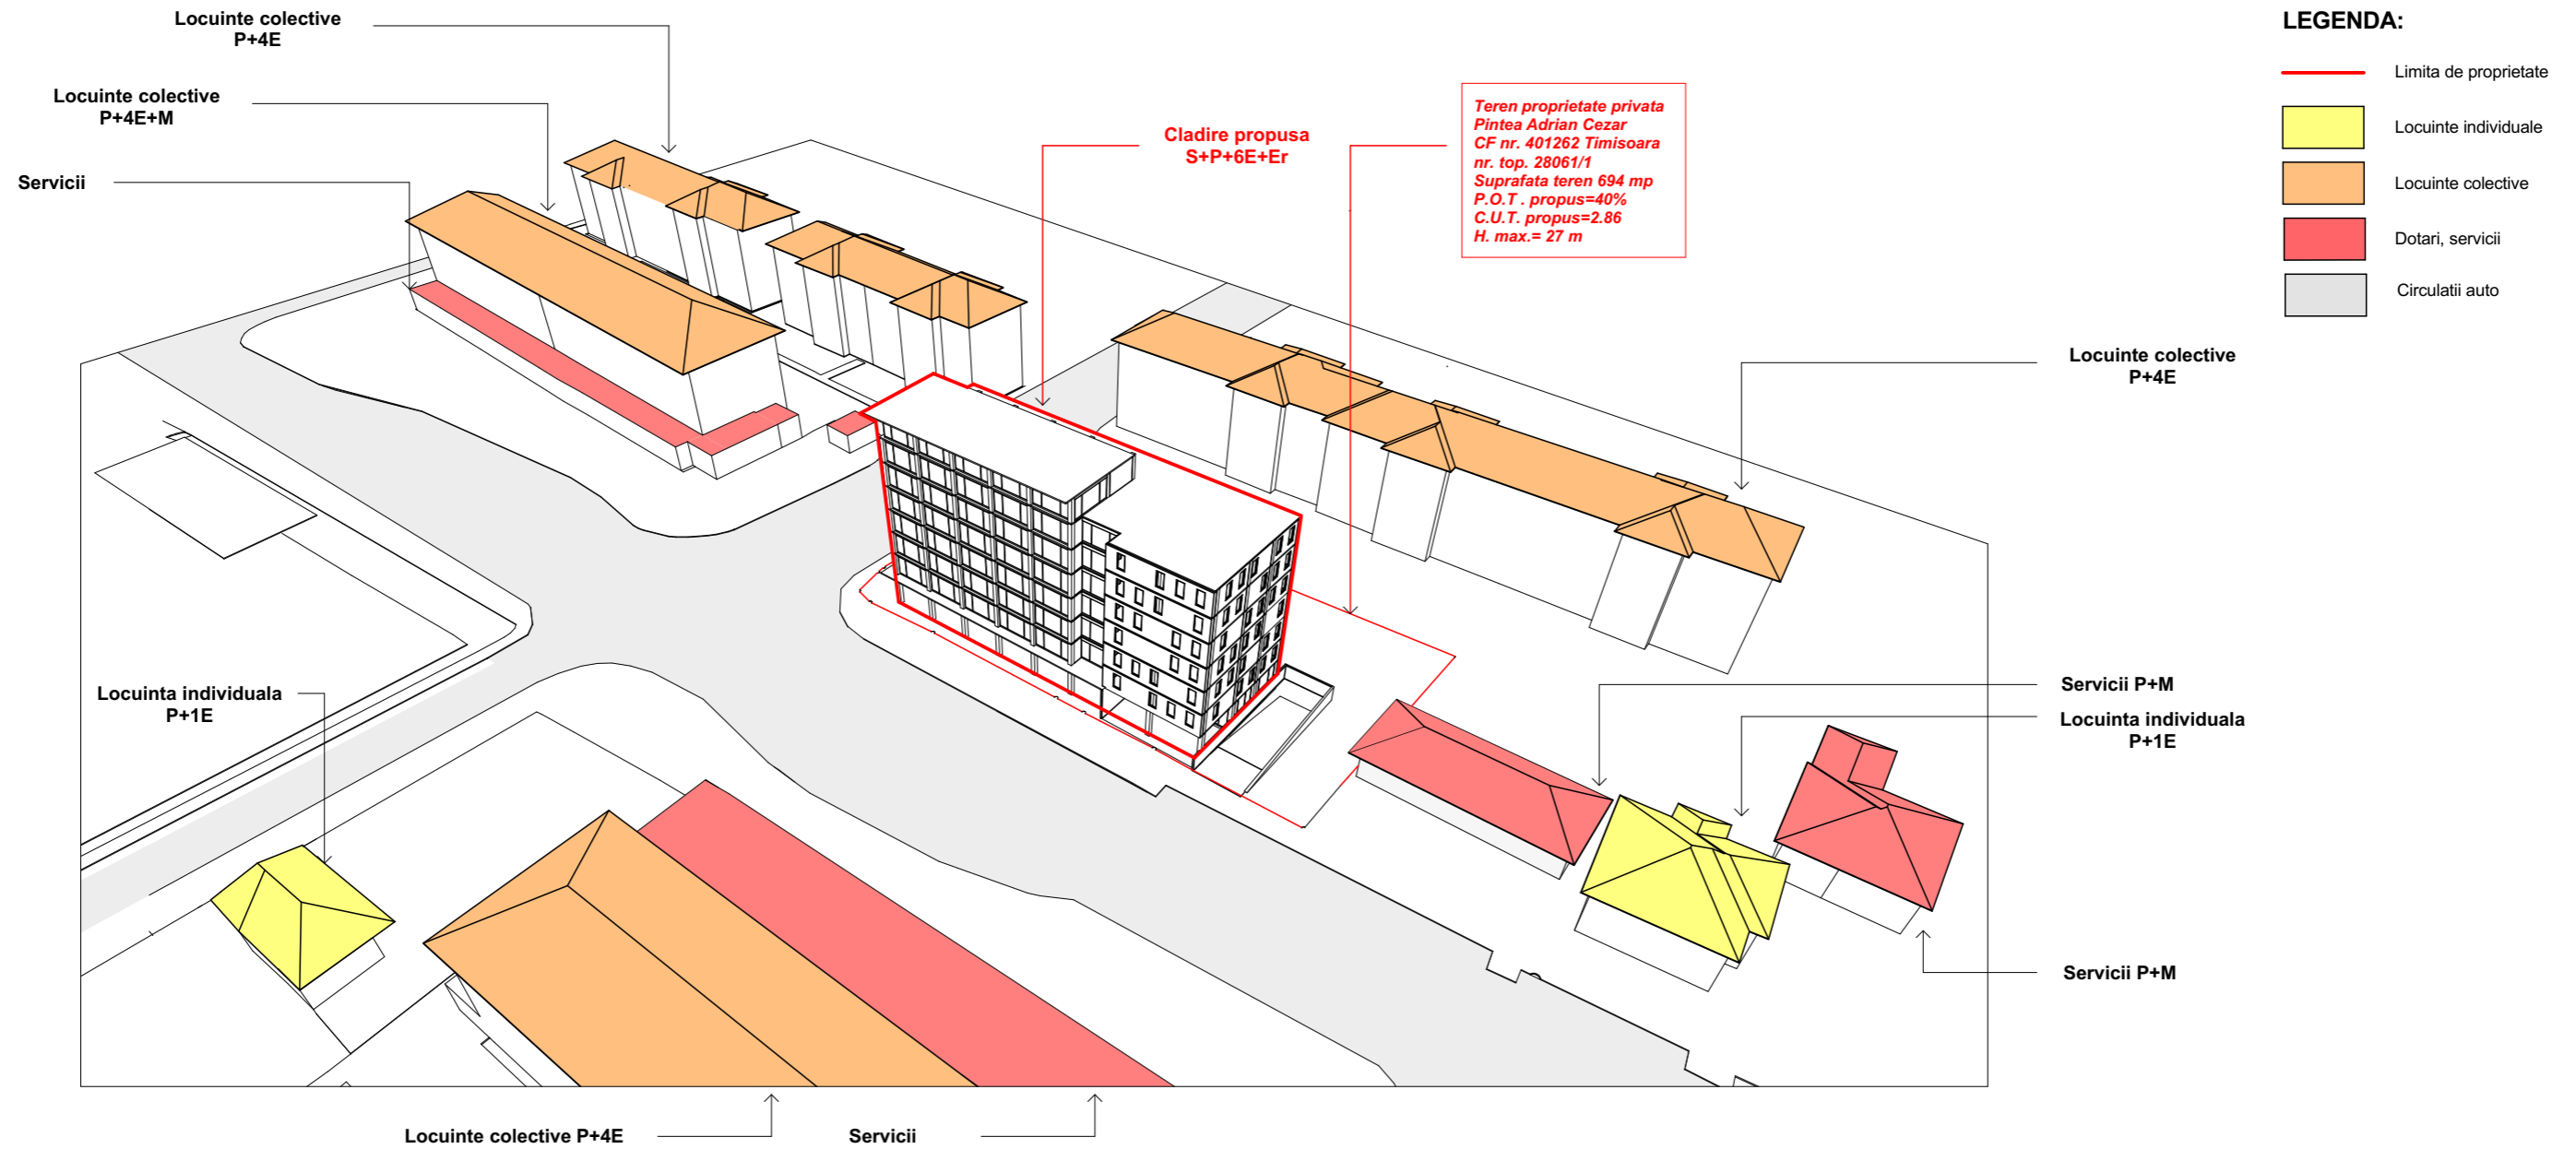 Locuinte colective
P+4E
Locuinte colective
P+4E+M
Servicii
Cladire propusa
S+P+6E+Er
Teren proprietate privata
Pintea Adrian Cezar
CF nr. 401262 Timisoara
nr. top. 28061/1
Suprafata teren 694 mp
P.O.T . propus=40%
C.U.T. propus=2.86
H. max.= 27 m
LEGENDA:
Limita de proprietate
Locuinte individuale
Locuinte colective
Dotari, servicii
Circulatii auto
Locuinte colective
P+4E
Locuinta individuala
P+1E
Servicii P+M
Locuinta individuala
P+1E
Servicii P+M
Locuinte colective P+4E
Servicii